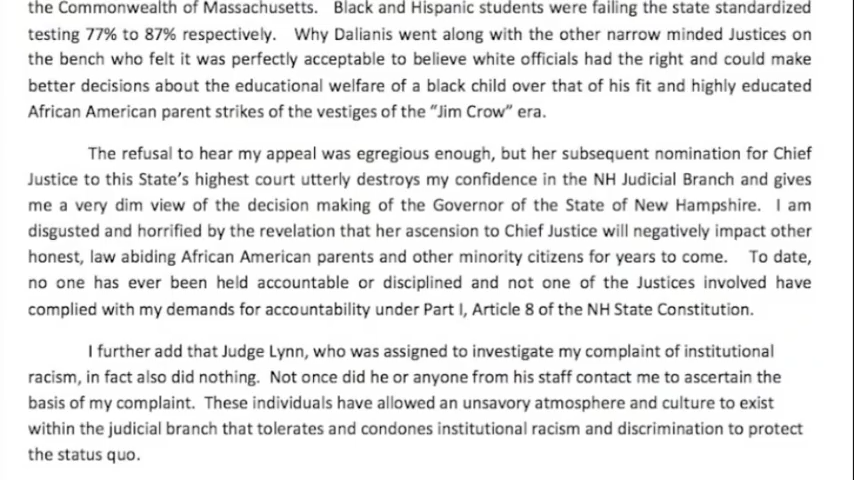 the Commonwealth of Massachusetts. Black and Hispanic students were failing the state standardized
testing 77% to 87% respectively. Why Dalianis went along with the other narrow minded Justices on
the bench who felt it was perfectly acceptable to believe white officials had the right and could make
better decisions about the educational welfare of a black child over that of his fit and highly educated
African American parent strikes of the vestiges of the “Jim Crow” era.
The refusal to hear my appeal was egregious enough, but her subsequent nomination for Chief
Justice to this State’s highest court utterly destroys my confidence in the NH Judicial Branch and gives
me a very dim view of the decision making of the Governor of the State of New Hampshire. I am
disgusted and horrified by the revelation that her ascension to Chief Justice will negatively impact other
honest, law abiding African American parents and other minority citizens for years to come. To date,
no one has ever been held accountable or disciplined and not one of the Justices involved have
complied with my demands for accountability under Part I, Article 8 of the NH State Constitution.
I further add that Judge Lynn, who was assigned to investigate my complaint of institutional
racism, in fact also did nothing. Not once did he or anyone from his staff contact me to ascertain the
basis of my complaint. These individuals have allowed an unsavory atmosphere and culture to exist
within the judicial branch that tolerates and condones institutional racism and discrimination to protect
the status quo.